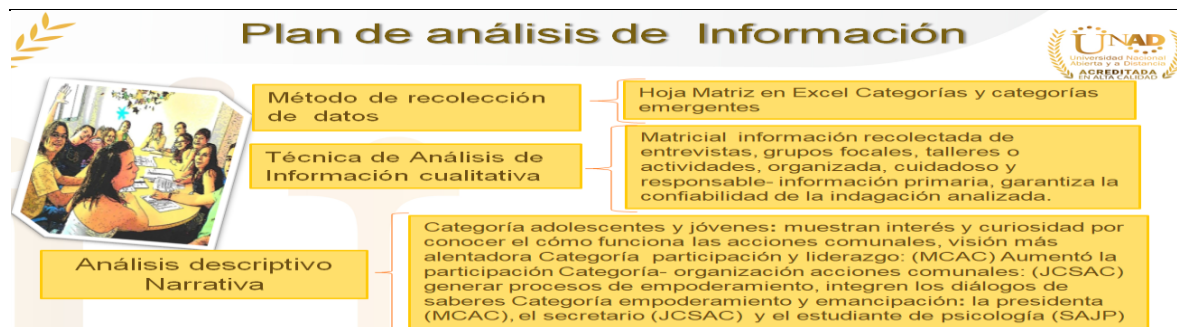 Plan de análisis de Información
UNAD
Universidad Nacional
Abierta y a Distancia
ACREDITADA
EN ALTA CALIDAD
Método de recolección
de datos
Hoja Matriz en Excel Categorías y categorías
emergentes
Técnica de Análisis de
Información cualitativa
Matricial información recolectada de
entrevistas, grupos focales, talleres o
actividades, organizada, cuidadoso y
responsable- información primaria, garantiza la
confiabilidad de la indagación analizada.
Análisis descriptivo
Narrativa
Categoría adolescentes y jóvenes: muestran interés y curiosidad por
conocer el cómo funciona las acciones comunales, visión más
alentadora Categoría participación y liderazgo: (MCAC) Aumentó la
participación Categoría- organización acciones comunales: (JCSAC)
generar procesos de empoderamiento, integren los diálogos de
saberes Categoría empoderamiento y emancipación: la presidenta
(MCAC), el secretario (JCSAC) y el estudiante de psicología (SAJP)